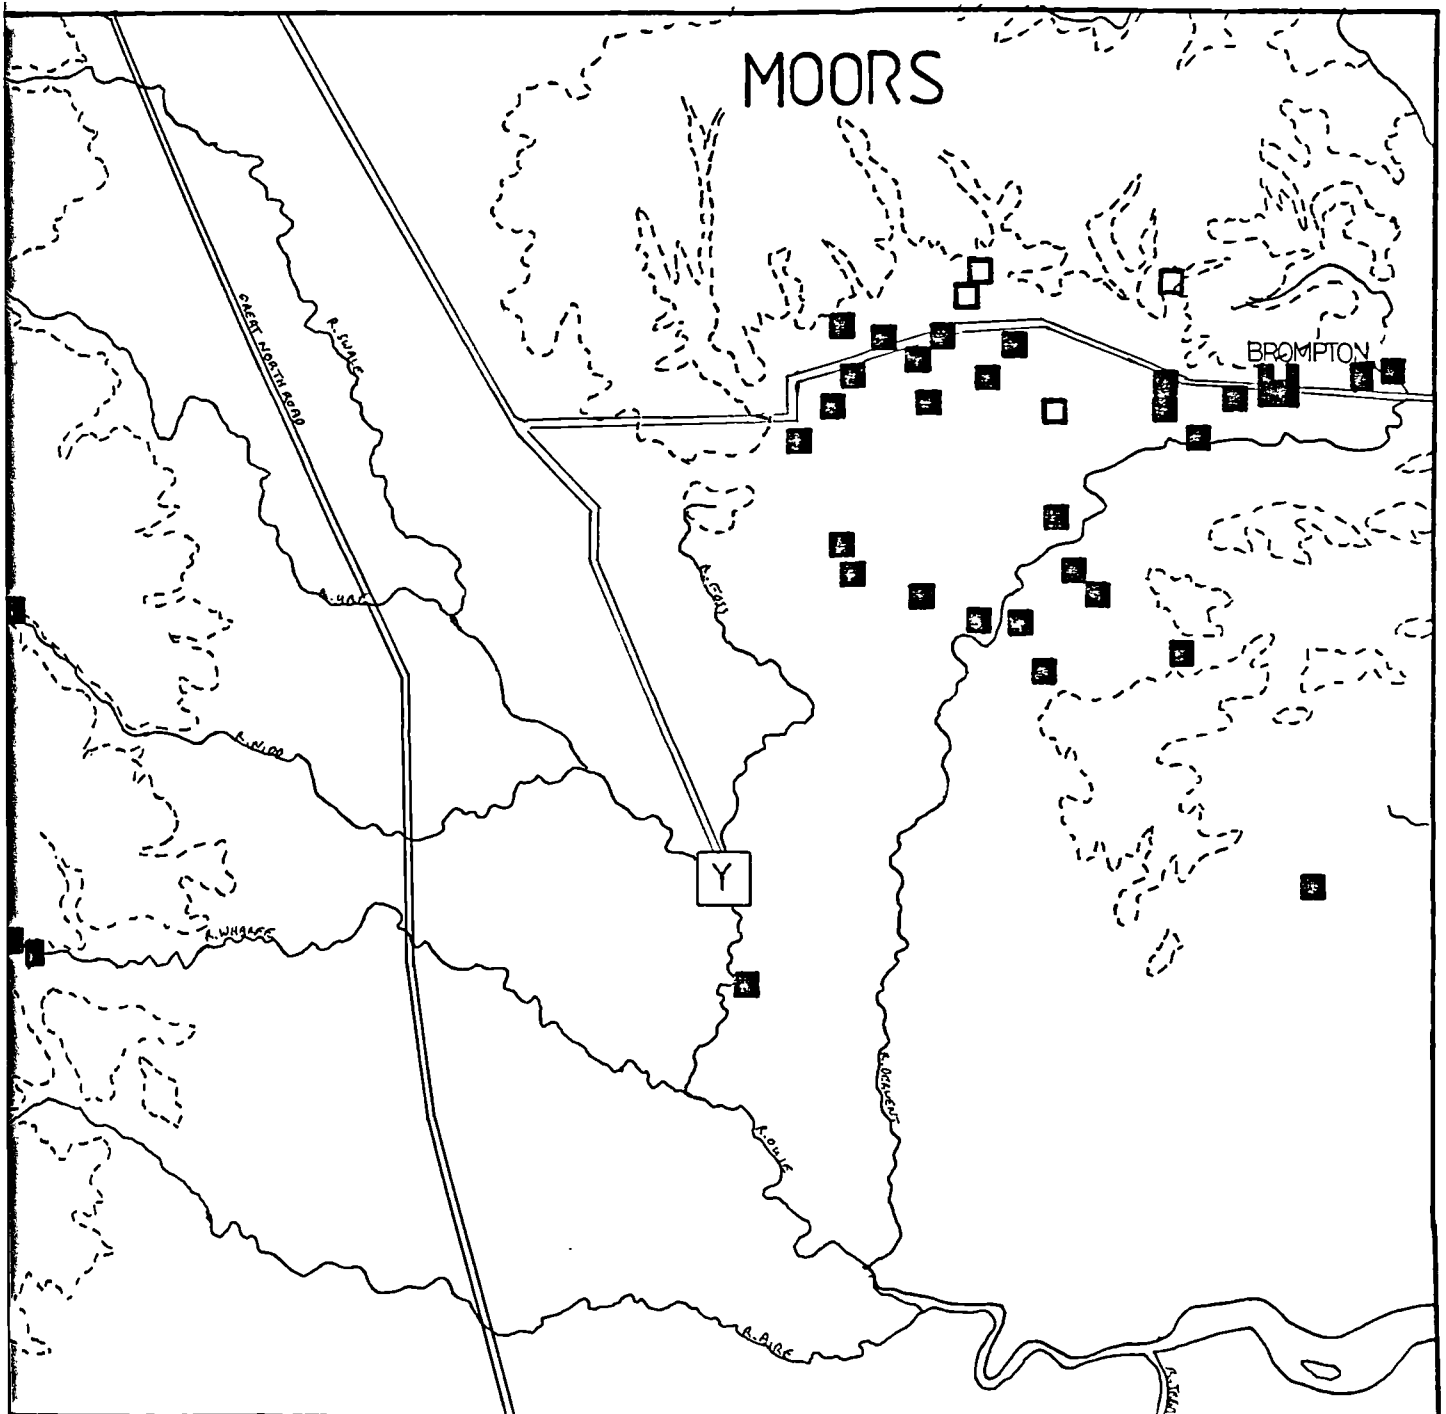 MOORS
GREAT NORTH ROAD
R. SWALE
BROMPTON
R. URE
R. FOSS
R. NIDD
Y
R. WHARFE
R. DERWENT
R. OUSE
R. AIRE